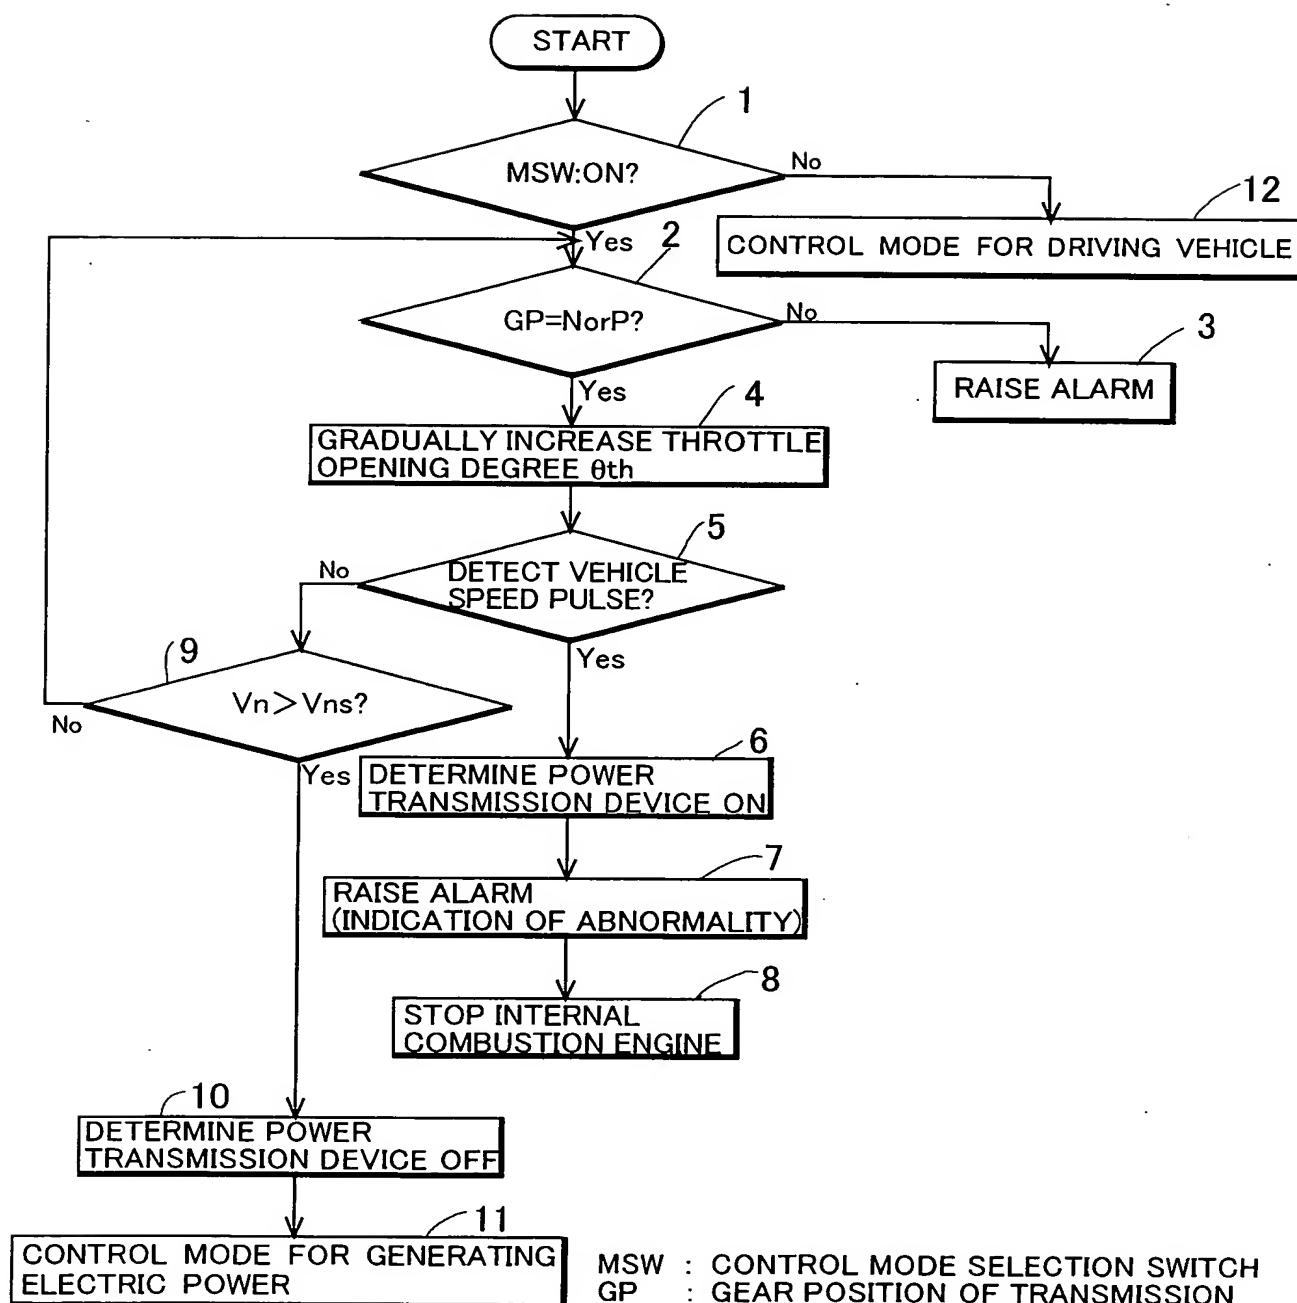 START
1
MSW:ON?
No
12
CONTROL MODE FOR DRIVING VEHICLE
Yes
2
GP=NorP?
No
3
RAISE ALARM
Yes
4
GRADUALLY INCREASE THROTTLE
OPENING DEGREE θth
5
No
DETECT VEHICLE
SPEED PULSE?
9
Yes
Vn>Vns?
No
6
Yes
DETERMINE POWER
TRANSMISSION DEVICE ON
7
RAISE ALARM
(INDICATION OF ABNORMALITY)
8
STOP INTERNAL
COMBUSTION ENGINE
10
DETERMINE POWER
TRANSMISSION DEVICE OFF
11
CONTROL MODE FOR GENERATING
ELECTRIC POWER
MSW : CONTROL MODE SELECTION SWITCH
GP : GEAR POSITION OF TRANSMISSION